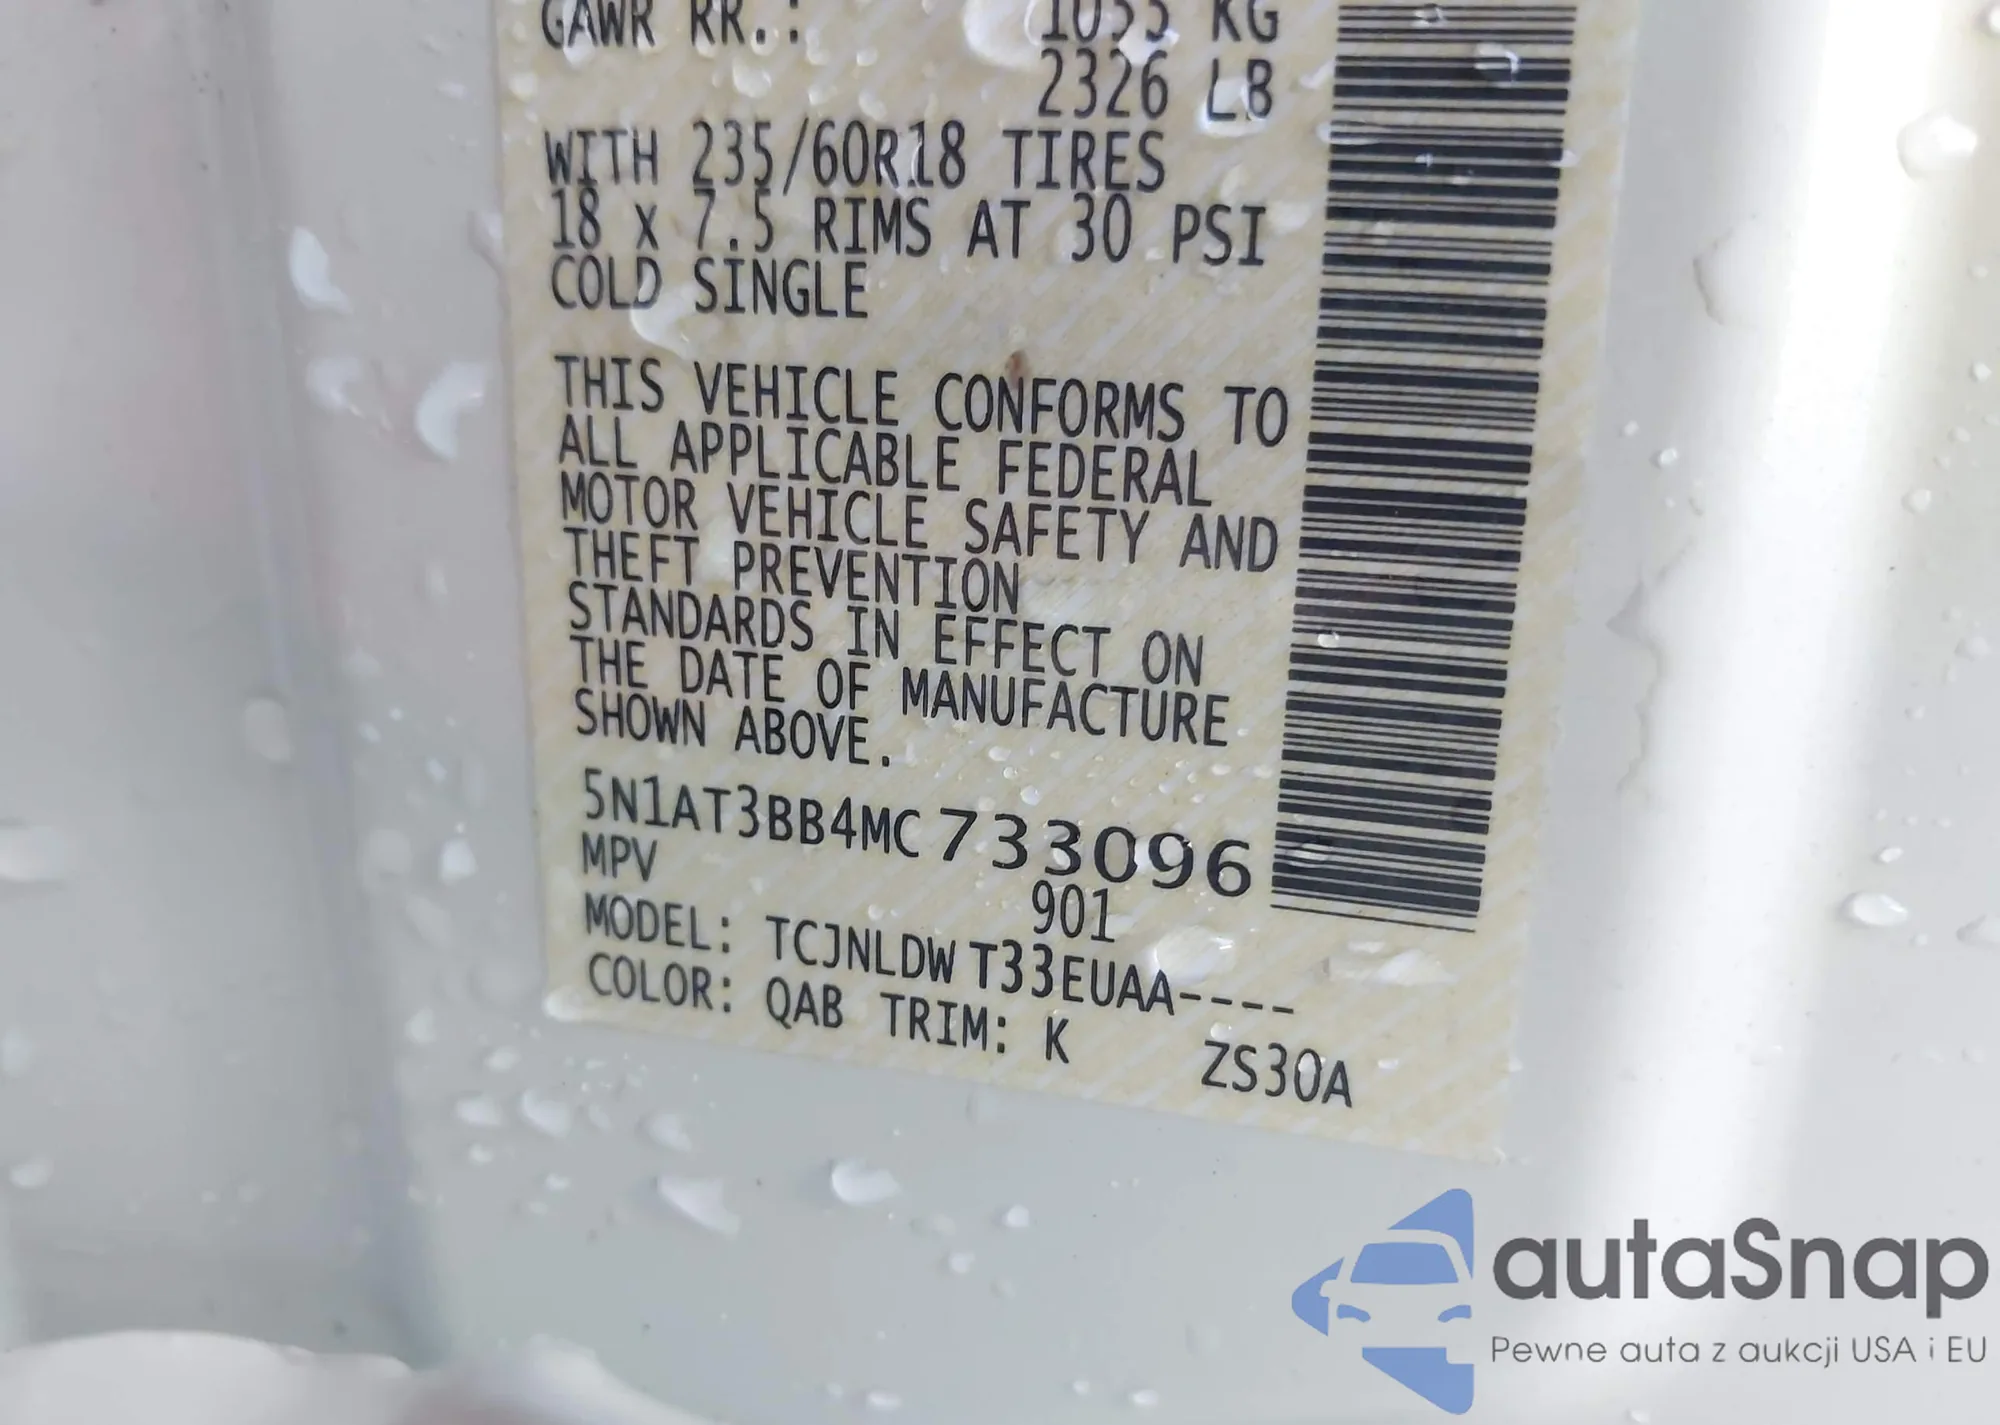 GAWR RR.: 1055 KG
2326 LB
WITH 235/60R18 TIRES
18 x 7.5 RIMS AT 30 PSI
COLD SINGLE
THIS VEHICLE CONFORMS TO
ALL APPLICABLE FEDERAL
MOTOR VEHICLE SAFETY AND
THEFT PREVENTION
STANDARDS IN EFFECT ON
THE DATE OF MANUFACTURE
SHOWN ABOVE.
5N1AT3BB4MC733096
MPV 901
MODEL: TCJNLDW T33EUAA----
COLOR: QAB TRIM: K ZS30A
autaSnap
Pewne auta z aukcji USA i EU